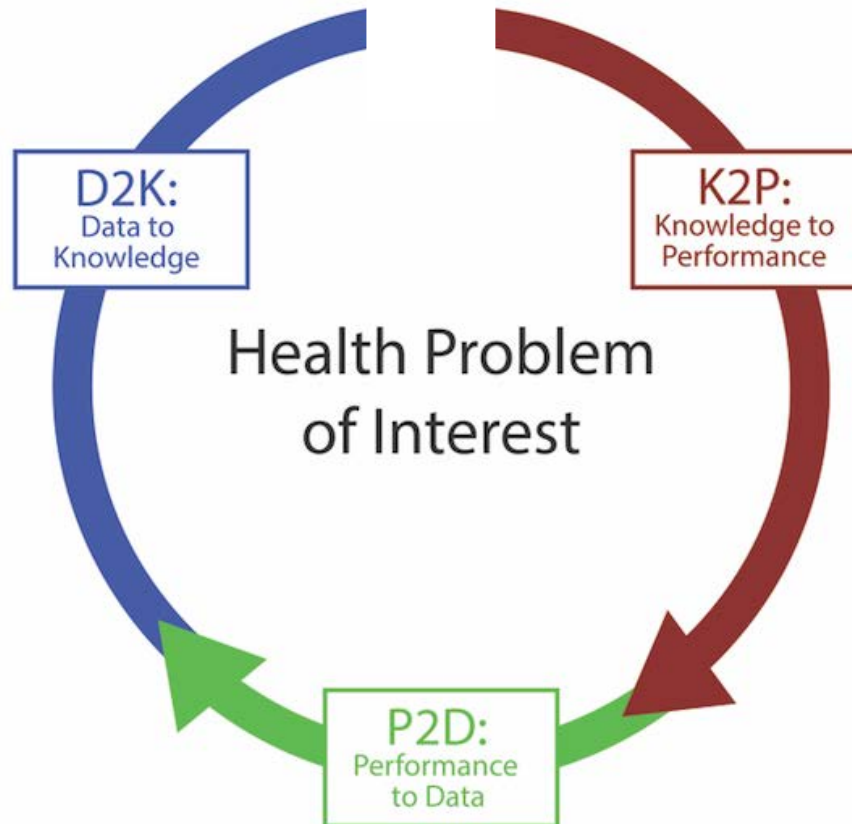 D2K:
Data to
Knowledge
K2P:
Knowledge to
Performance
Health Problem
of Interest
P2D:
Performance
to Data